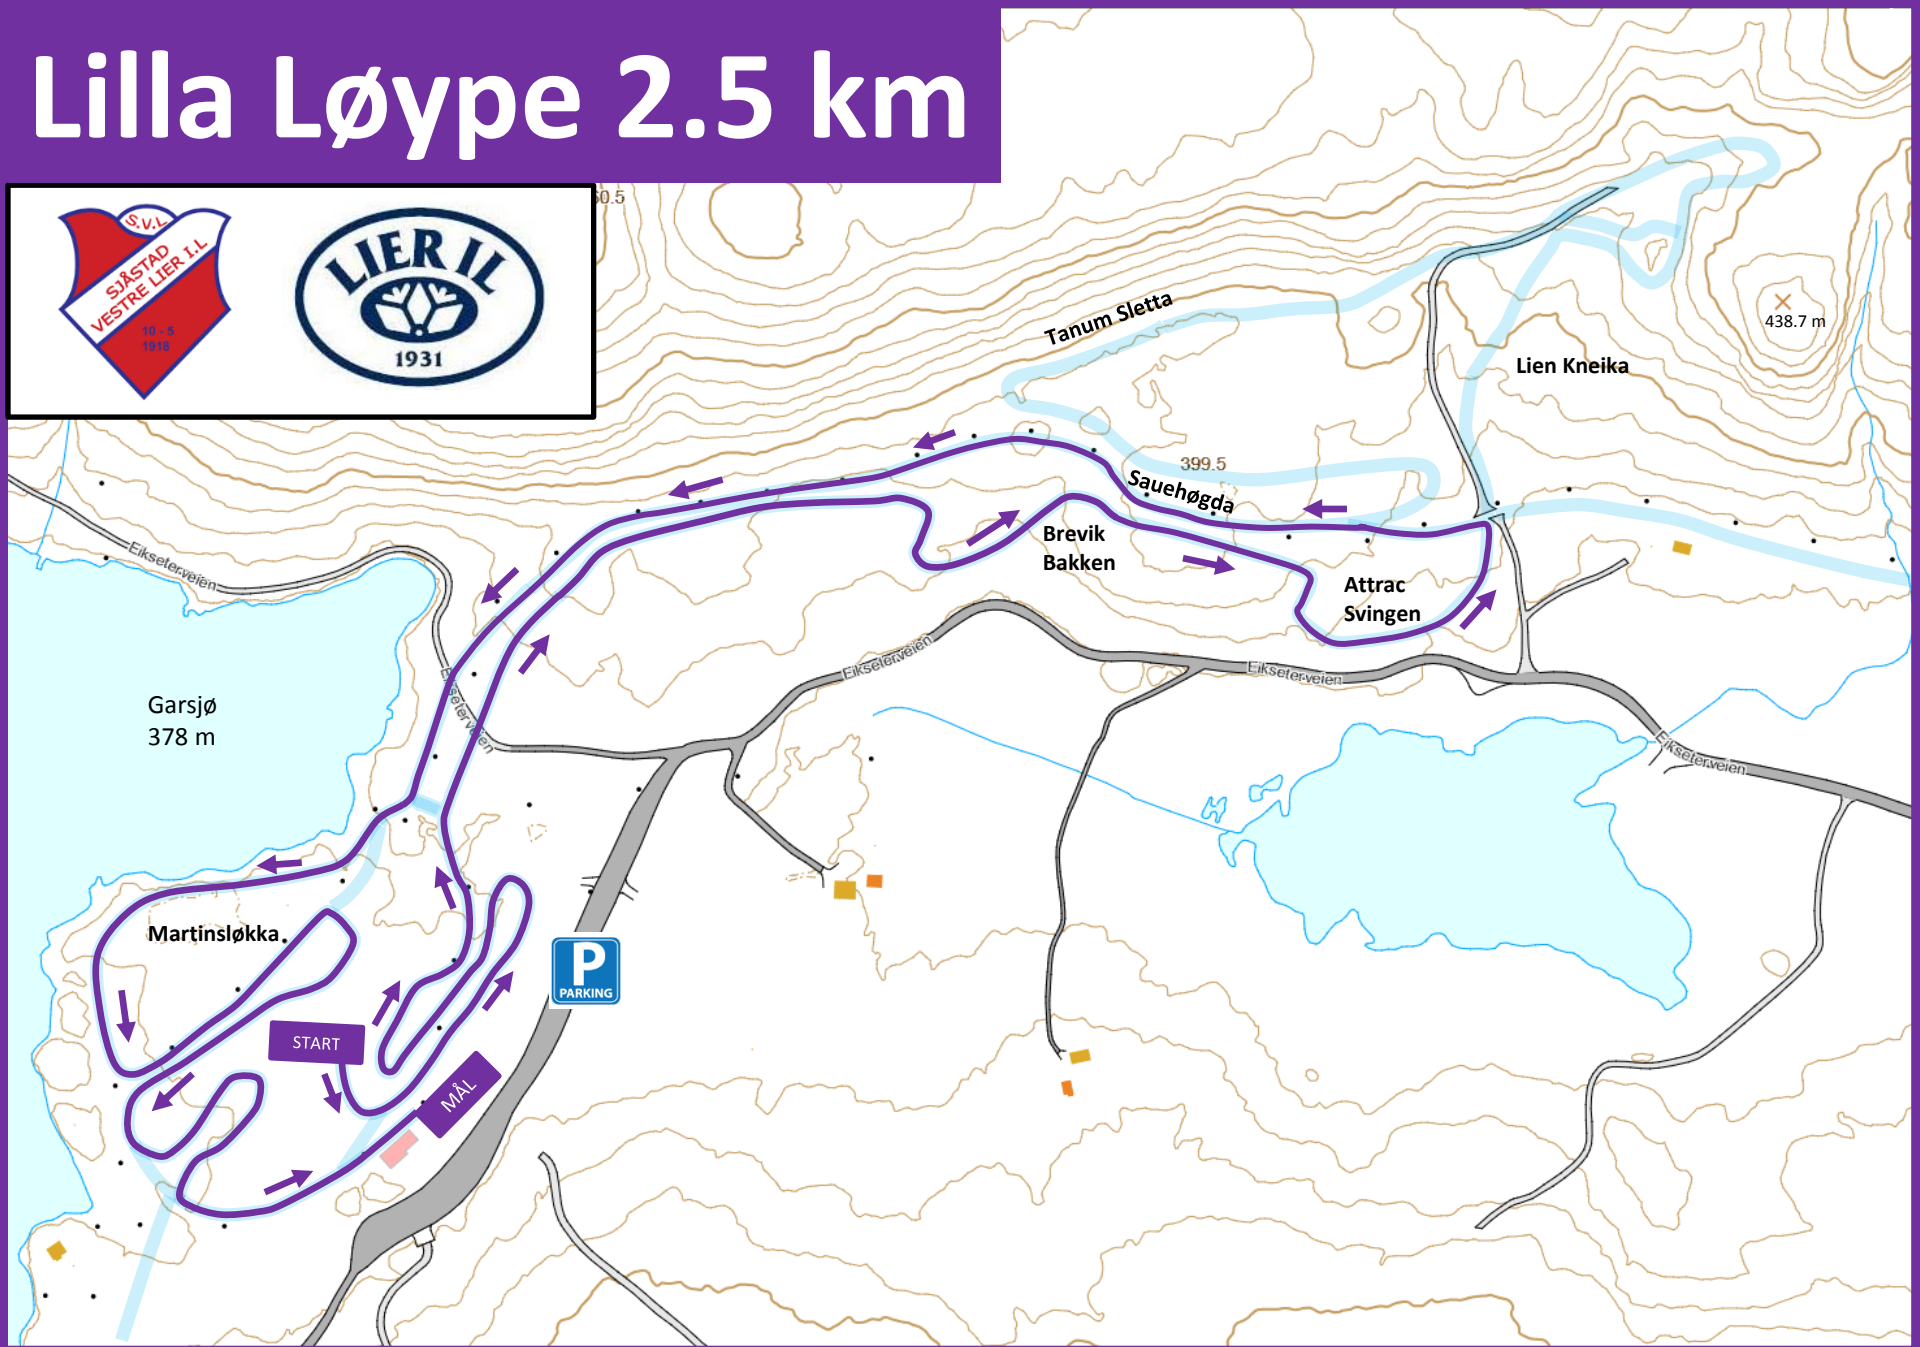 Lilla Løype 2.5 km
S.V.L
SJÅSTAD
VESTRE LIER I.L
10 - 5
1918
LIER IL
1931
50.5
Tanum Sletta
438.7 m
Lien Kneika
399.5
Sauehøgda
Brevik
Bakken
Attrac
Svingen
Eikseterveien
Eikseterveien
Eikseterveien
Eikseterveien
Eikseterveien
Garsjø
378 m
Martinsløkka
P
PARKING
START
MÅL